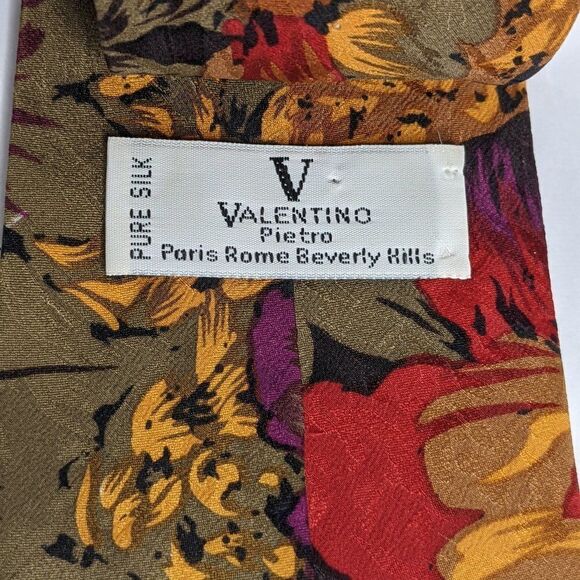 PURE SILK
V
VALENTINO
Pietro
Paris Rome Beverly Hills